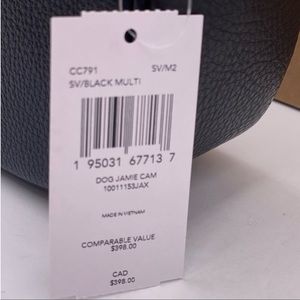 CC791 SV/M2
SV/BLACK MULTI
1 95031 67713 7
DOG JAMIE CAM
10011153JAX
MADE IN VIETNAM
COMPARABLE VALUE
$398.00
CAD
$398.00